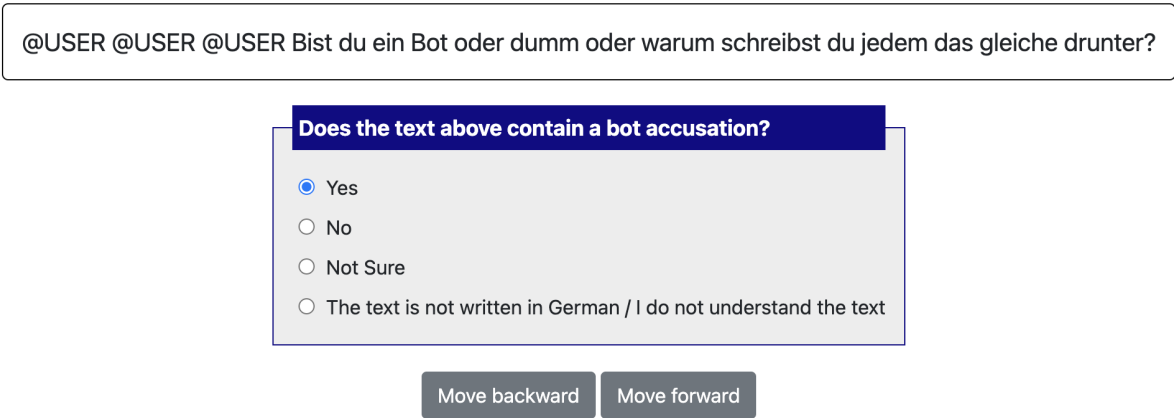 @USER @USER @USER Bist du ein Bot oder dumm oder warum schreibst du jedem das gleiche drunter?
Does the text above contain a bot accusation?
Yes
No
Not Sure
The text is not written in German / I do not understand the text
Move backward Move forward